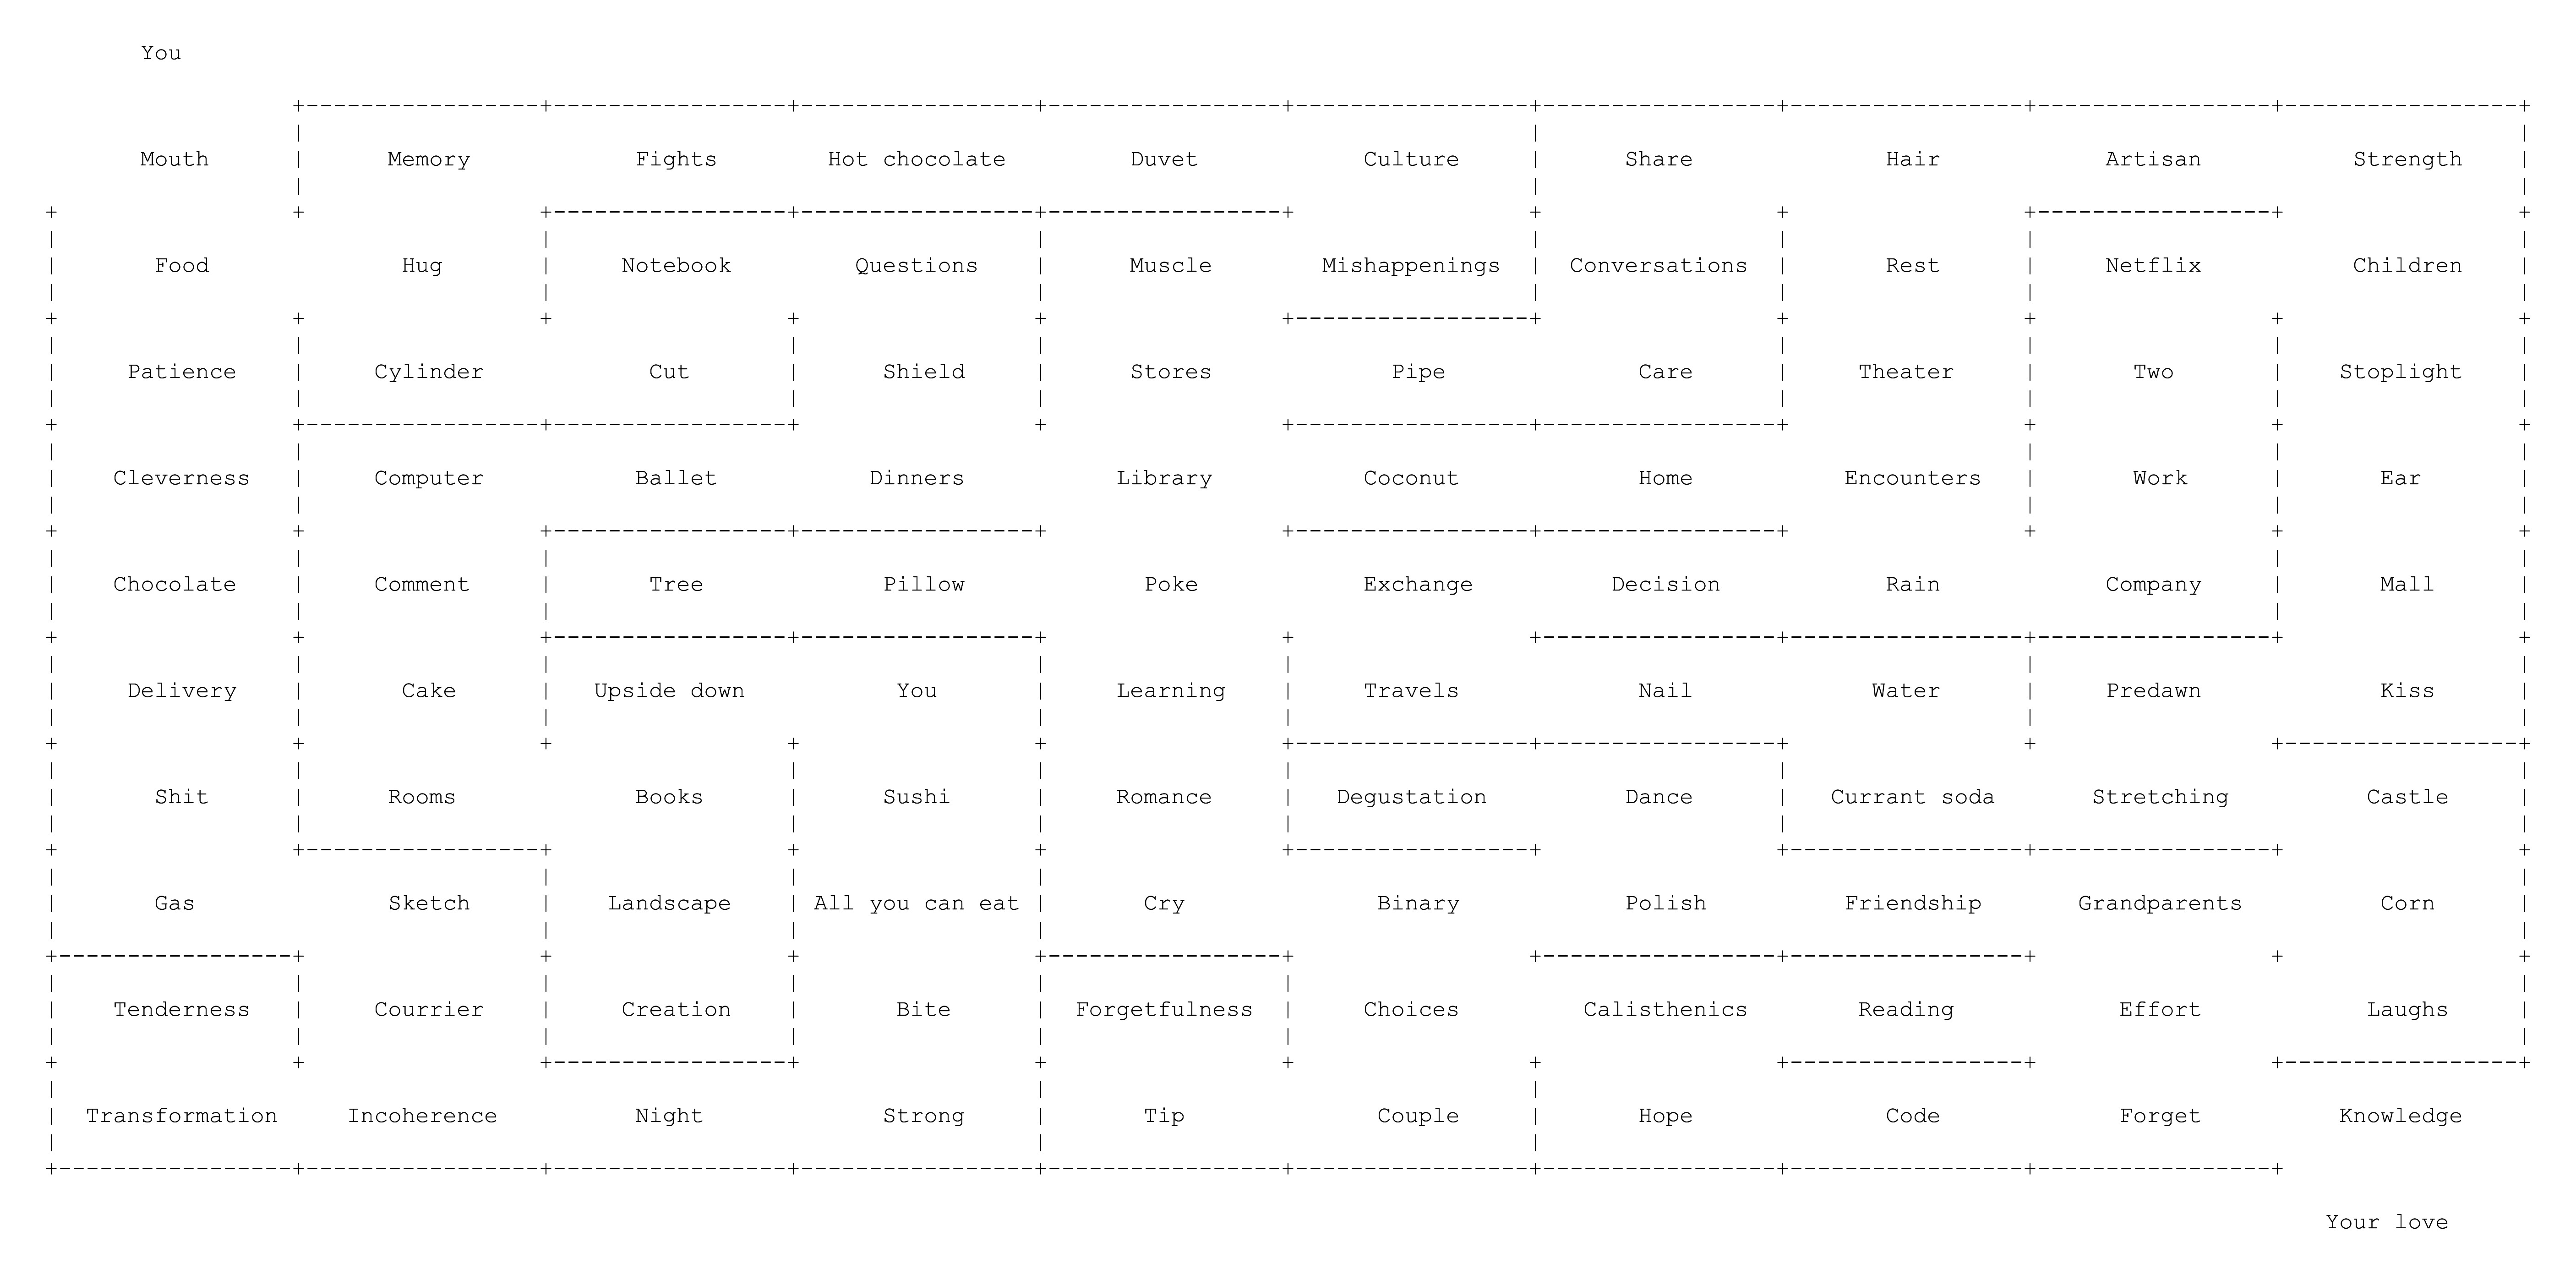 You
Mouth Memory Fights Hot chocolate Duvet Culture Share Hair Artisan Strength
Food Hug Notebook Questions Muscle Mishappenings Conversations Rest Netflix Children
Patience Cylinder Cut Shield Stores Pipe Care Theater Two Stoplight
Cleverness Computer Ballet Dinners Library Coconut Home Encounters Work Ear
Chocolate Comment Tree Pillow Poke Exchange Decision Rain Company Mall
Delivery Cake Upside down You Learning Travels Nail Water Predawn Kiss
Shit Rooms Books Sushi Romance Degustation Dance Currant soda Stretching Castle
Gas Sketch Landscape All you can eat Cry Binary Polish Friendship Grandparents Corn
Tenderness Courrier Creation Bite Forgetfulness Choices Calisthenics Reading Effort Laughs
Transformation Incoherence Night Strong Tip Couple Hope Code Forget Knowledge
Your love